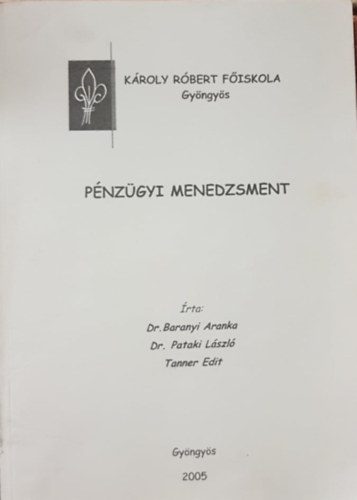 KÁROLY RÓBERT FŐISKOLA
Gyöngyös
PÉNZÜGYI MENEDZSMENT
Írta:
Dr.Baranyi Aranka
Dr. Pataki László
Tanner Edit
Gyöngyös
2005